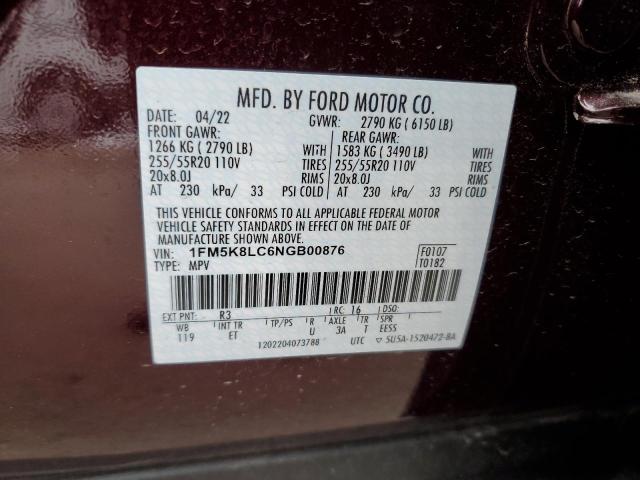 MFD. BY FORD MOTOR CO.
DATE: 04/22 GVWR: 2790 KG ( 6150 LB)
FRONT GAWR: REAR GAWR:
1266 KG ( 2790 LB) WITH 1583 KG ( 3490 LB) WITH
255/55R20 110V TIRES 255/55R20 110V TIRES
20x8.0J RIMS 20x8.0J RIMS
AT 230 kPa/ 33 PSI COLD AT 230 kPa/ 33 PSI COLD
THIS VEHICLE CONFORMS TO ALL APPLICABLE FEDERAL MOTOR
VEHICLE SAFETY STANDARDS IN EFFECT ON THE DATE OF
MANUFACTURE SHOWN ABOVE.
VIN: 1FM5K8LC6NGB00876 F0107
TYPE: MPV T0182
EXT PNT: R3 RC: 16 DSO:
WB INT TR TP/PS R AXLE TR SPR
119 ET U 3A T EESS
1202204073788 UTC ▽ 5U5A-1520472-BA